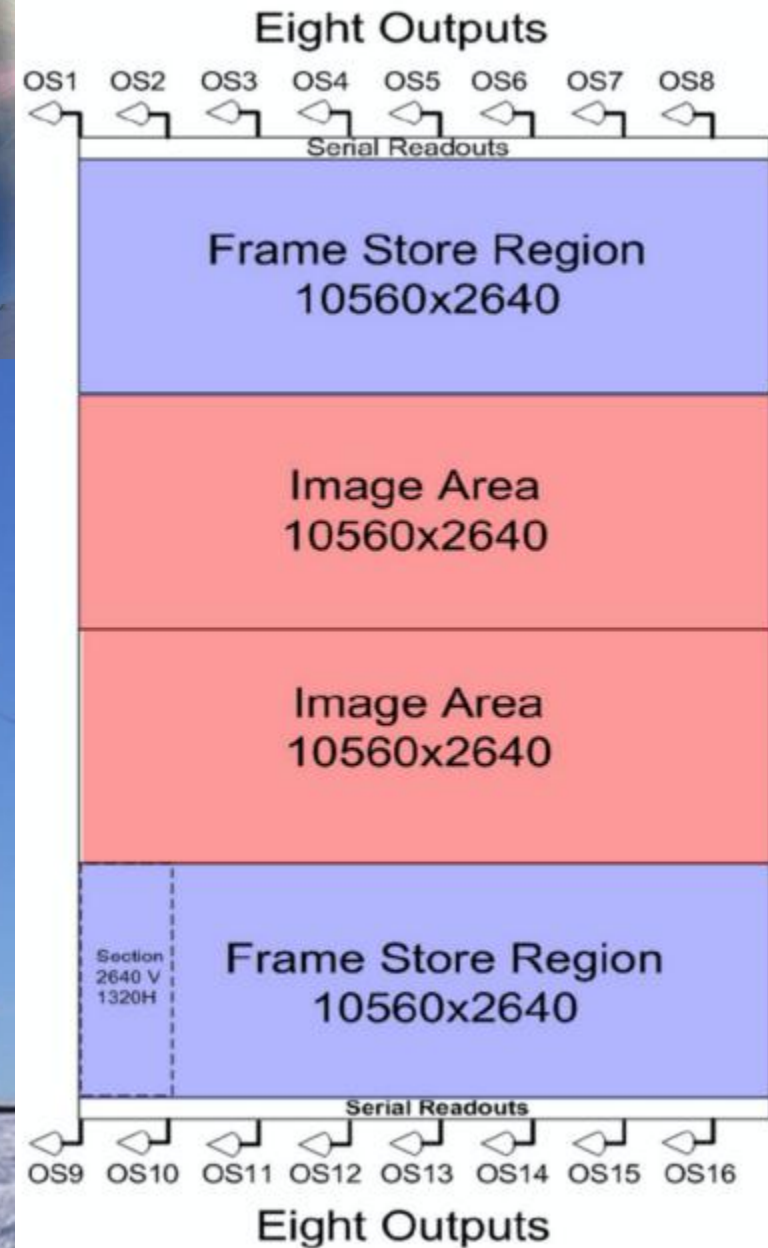 Eight Outputs
OS1 OS2 OS3 OS4 OS5 OS6 OS7 OS8
Serial Readouts
Frame Store Region
10560x2640
Image Area
10560x2640
Image Area
10560x2640
Section
2640 V
1320H
Frame Store Region
10560x2640
Serial Readouts
OS9 OS10 OS11 OS12 OS13 OS14 OS15 OS16
Eight Outputs